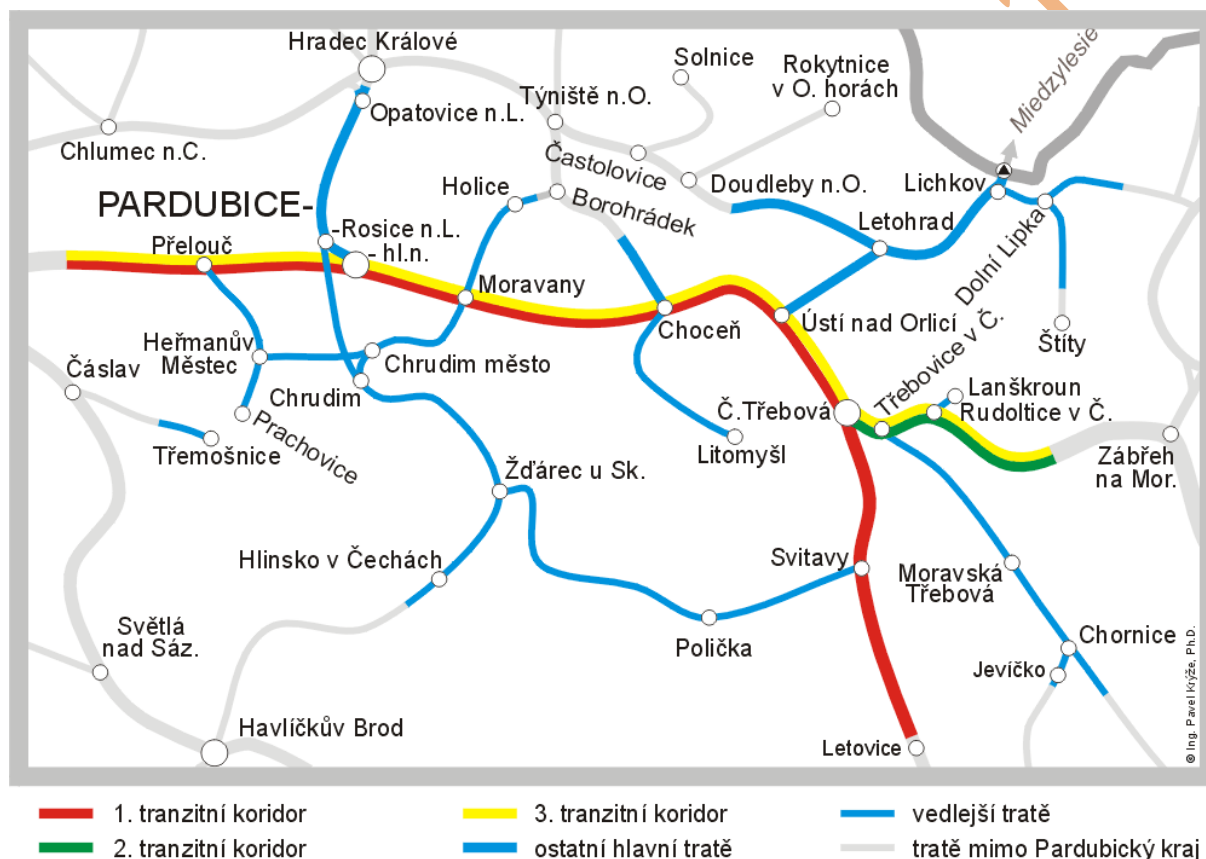 Hradec Králové
Solnice
Rokytnice
v O. horách
Miedzylesie
Opatovice n.L.
Týniště n.O.
Chlumec n.C.
Častolovice
Holice
Borohrádek
Doudleby n.O.
Lichkov
PARDUBICE-
-Rosice n.L.
- hl.n.
Letohrad
Dolní Lipka
Přelouč
Moravany
Choceň
Ústí nad Orlicí
Štíty
Heřmanův
Městec
Chrudim město
Třebovice v Č.
Čáslav
Chrudim
Lanškroun
Rudoltice v Č.
Č.Třebová
Prachovice
Třemošnice
Litomyšl
Zábřeh
na Mor.
Žďárec u Sk.
Hlinsko v Čechách
Svitavy
Moravská
Třebová
Světlá
nad Sáz.
Polička
Chornice
Jevíčko
Havlíčkův Brod
Letovice
© Ing. Pavel Krýže, Ph.D.
1. tranzitní koridor
3. tranzitní koridor
vedlejší tratě
2. tranzitní koridor
ostatní hlavní tratě
tratě mimo Pardubický kraj